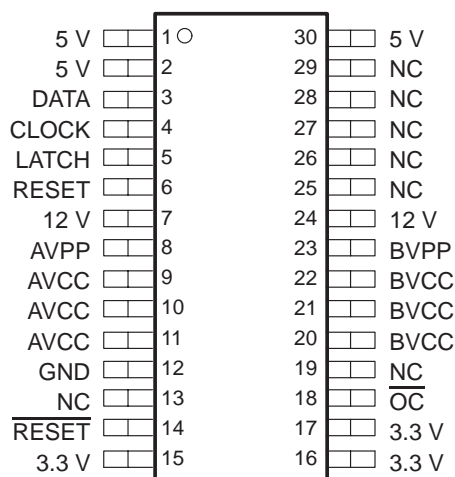 5 V 1 30 5 V
5 V 2 29 NC
DATA 3 28 NC
CLOCK 4 27 NC
LATCH 5 26 NC
RESET 6 25 NC
12 V 7 24 12 V
AVPP 8 23 BVPP
AVCC 9 22 BVCC
AVCC 10 21 BVCC
AVCC 11 20 BVCC
GND 12 19 NC
NC 13 18 O̅C̅
R̅E̅S̅E̅T̅ 14 17 3.3 V
3.3 V 15 16 3.3 V